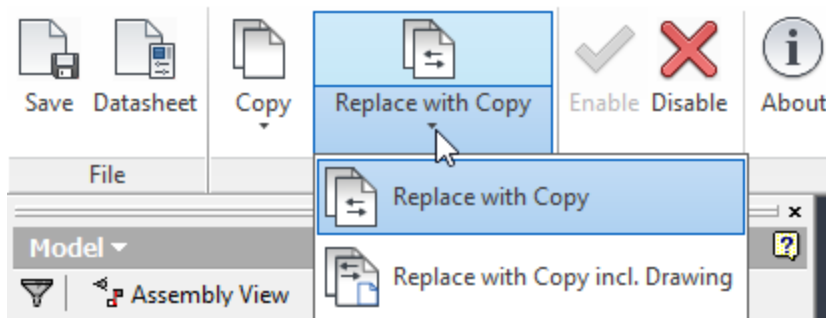 Save
Datasheet
Copy
Replace with Copy
Enable
Disable
About
File
Replace with Copy
Model
Replace with Copy incl. Drawing
Assembly View